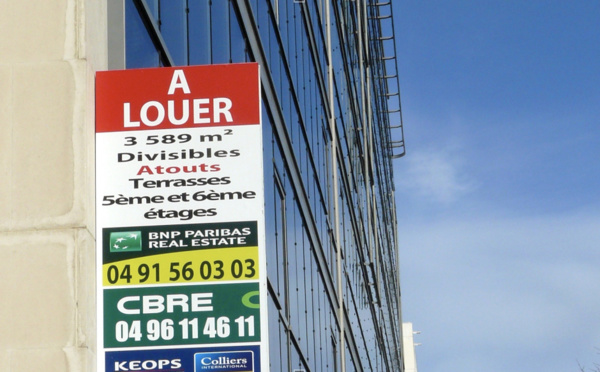 A
LOUER
3 589 m²
Divisibles
Atouts
Terrasses
5ème et 6ème
étages
BNP PARIBAS
REAL ESTATE
04 91 56 03 03
CBRE
04 96 11 46 11
KEOPS Colliers
INTERNATIONAL